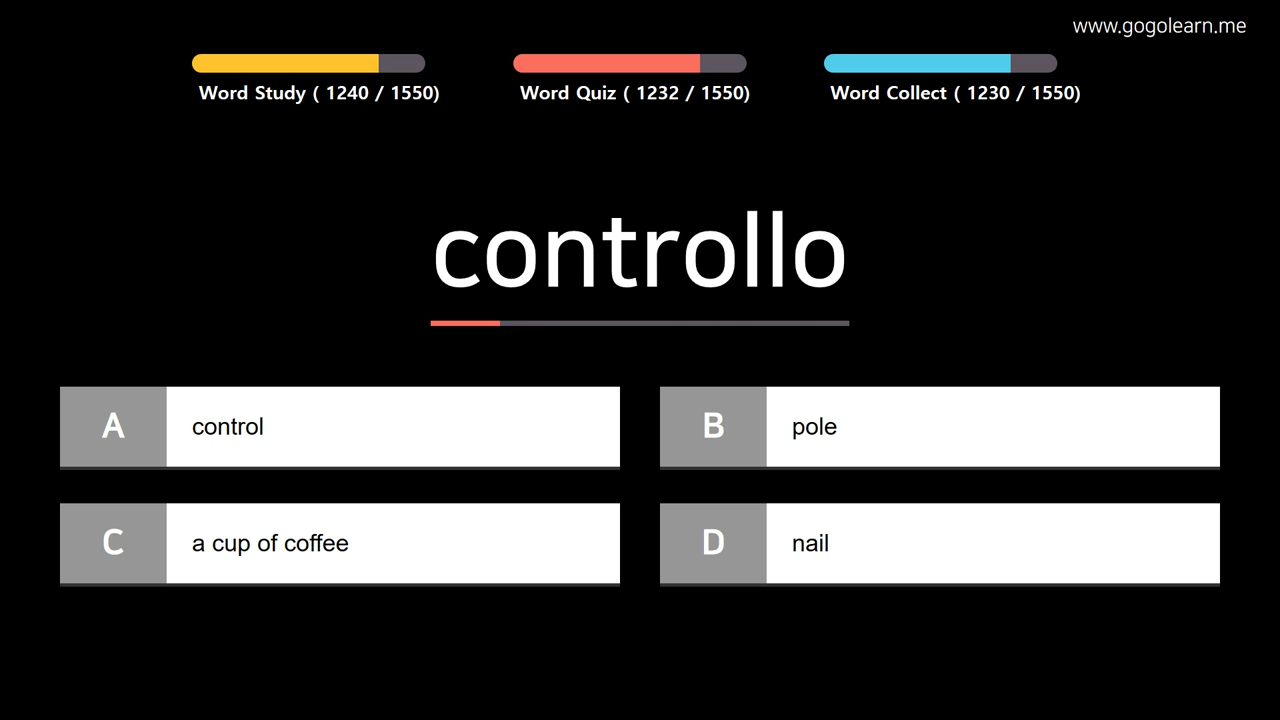 www.gogolearn.me
Word Study ( 1240 / 1550)
Word Quiz ( 1232 / 1550)
Word Collect ( 1230 / 1550)
controllo
A control
B pole
C a cup of coffee
D nail